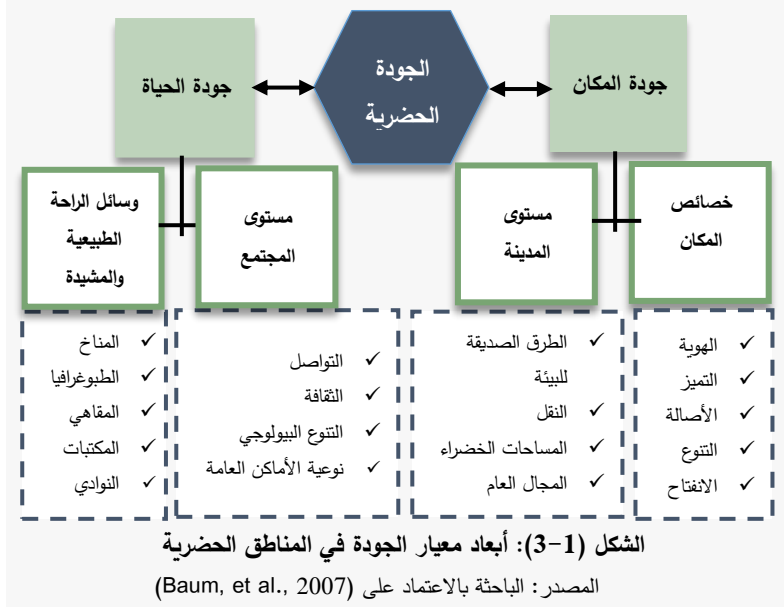 الجودة
الحضرية
جودة المكان
جودة الحياة
خصائص
المكان
مستوى
المدينة
مستوى
المجتمع
وسائل الراحة
الطبيعية
والمشيدة
✓ الهوية
✓ التميز
✓ الأصالة
✓ التنوع
✓ الانفتاح
✓ الطرق الصديقة
للبيئة
✓ النقل
✓ المساحات الخضراء
✓ المجال العام
✓ التواصل
✓ الثقافة
✓ التنوع البيولوجي
✓ نوعية الأماكن العامة
✓ المناخ
✓ الطبوغرافيا
✓ المقاهي
✓ المكتبات
✓ النوادي
الشكل (1-3): أبعاد معيار الجودة في المناطق الحضرية
المصدر: الباحثة بالاعتماد على (Baum, et al., 2007)